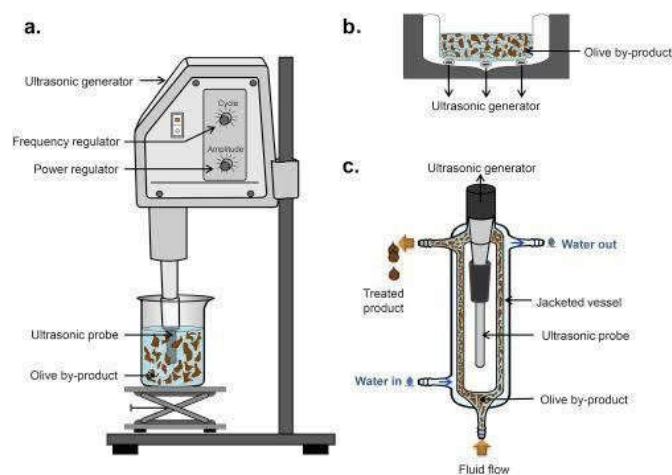 a.
Ultrasonic generator
Cycle
Frequency regulator
Amplitude
Power regulator
Ultrasonic probe
Olive by-product
b.
Olive by-product
Ultrasonic generator
c.
Ultrasonic generator
Water out
Treated
product
Jacketed vessel
Ultrasonic probe
Water in
Olive by-product
Fluid flow